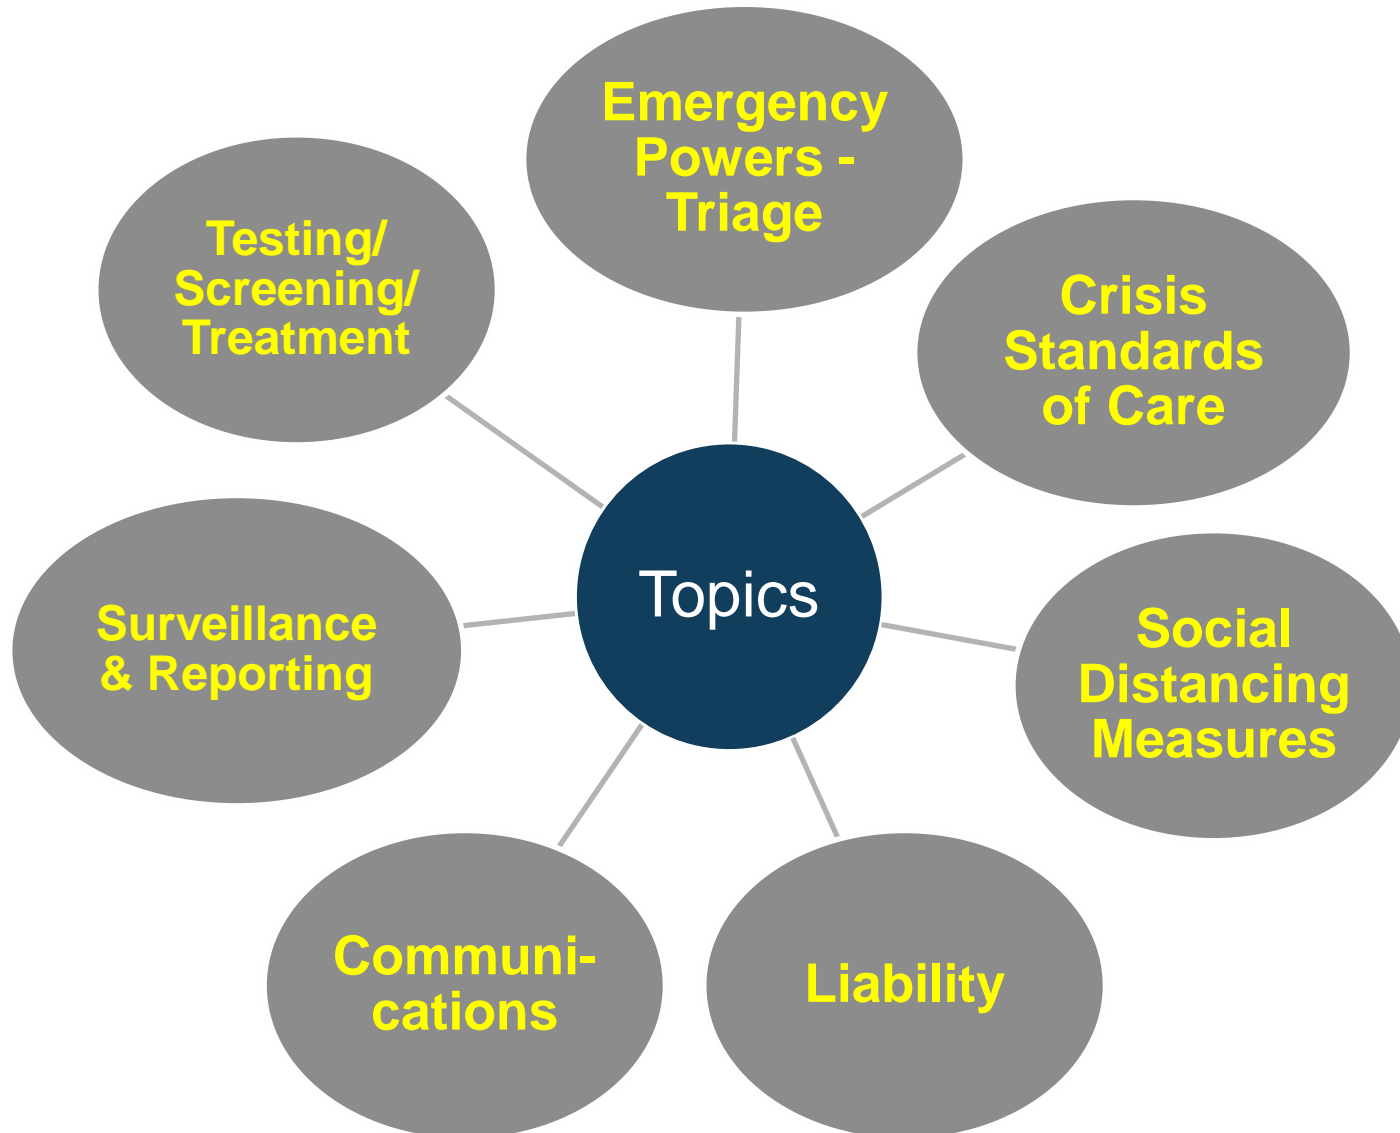 Emergency
Powers -
Triage
Testing/
Screening/
Treatment
Crisis
Standards
of Care
Topics
Surveillance
& Reporting
Social
Distancing
Measures
Communi-
cations
Liability